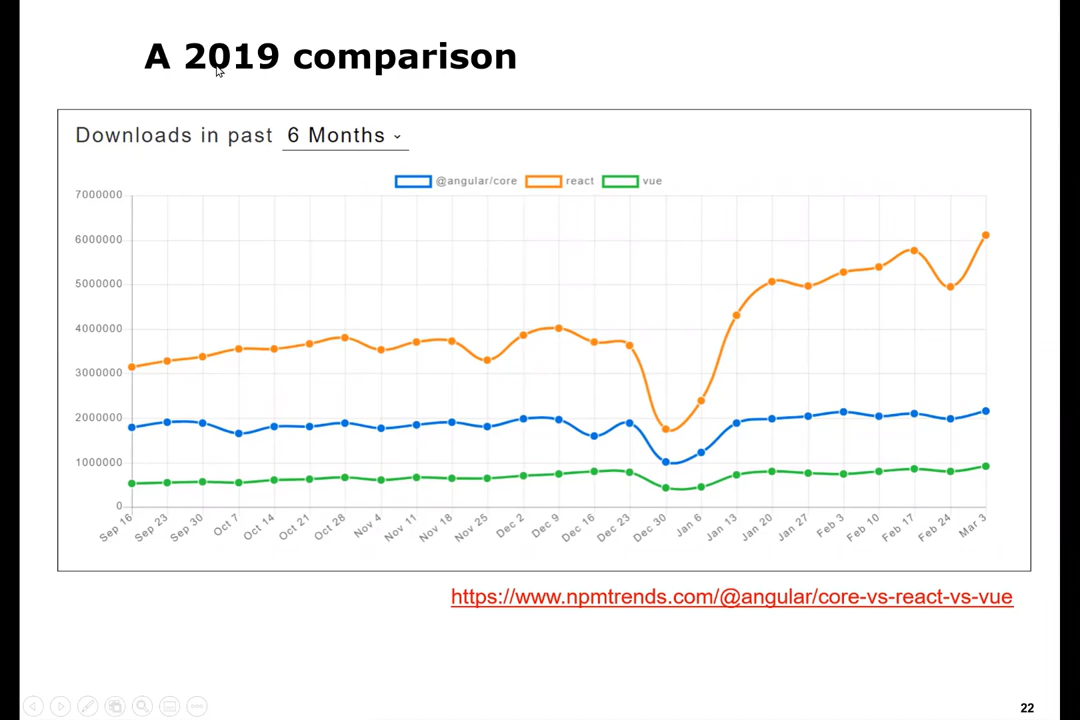 A 2019 comparison
Downloads in past 6 Months
@angular/core react vue
7000000
6000000
5000000
4000000
3000000
2000000
1000000
0
Sep 16 Sep 23 Sep 30 Oct 7 Oct 14 Oct 21 Oct 28 Nov 4 Nov 11 Nov 18 Nov 25 Dec 2 Dec 9 Dec 16 Dec 23 Dec 30 Jan 6 Jan 13 Jan 20 Jan 27 Feb 3 Feb 10 Feb 17 Feb 24 Mar 3
https://www.npmtrends.com/@angular/core-vs-react-vs-vue
22